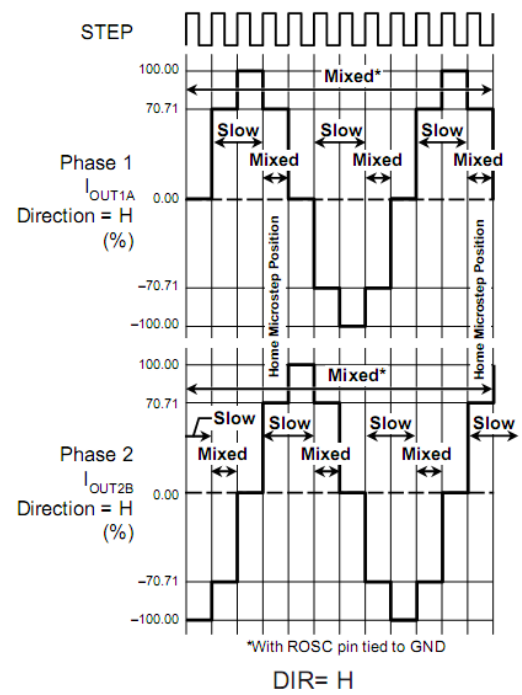 STEP
100.00
Mixed*
70.71
Slow
Slow
Slow
Mixed
Mixed
Mixed
Phase 1
IOUT1A
Direction = H
(%)
0.00
Home Microstep Position
Home Microstep Position
–70.71
–100.00
100.00
Mixed*
70.71
Slow
Slow
Slow
Slow
Mixed
Mixed
Mixed
Phase 2
IOUT2B
Direction = H
(%)
0.00
–70.71
–100.00
*With ROSC pin tied to GND
DIR= H